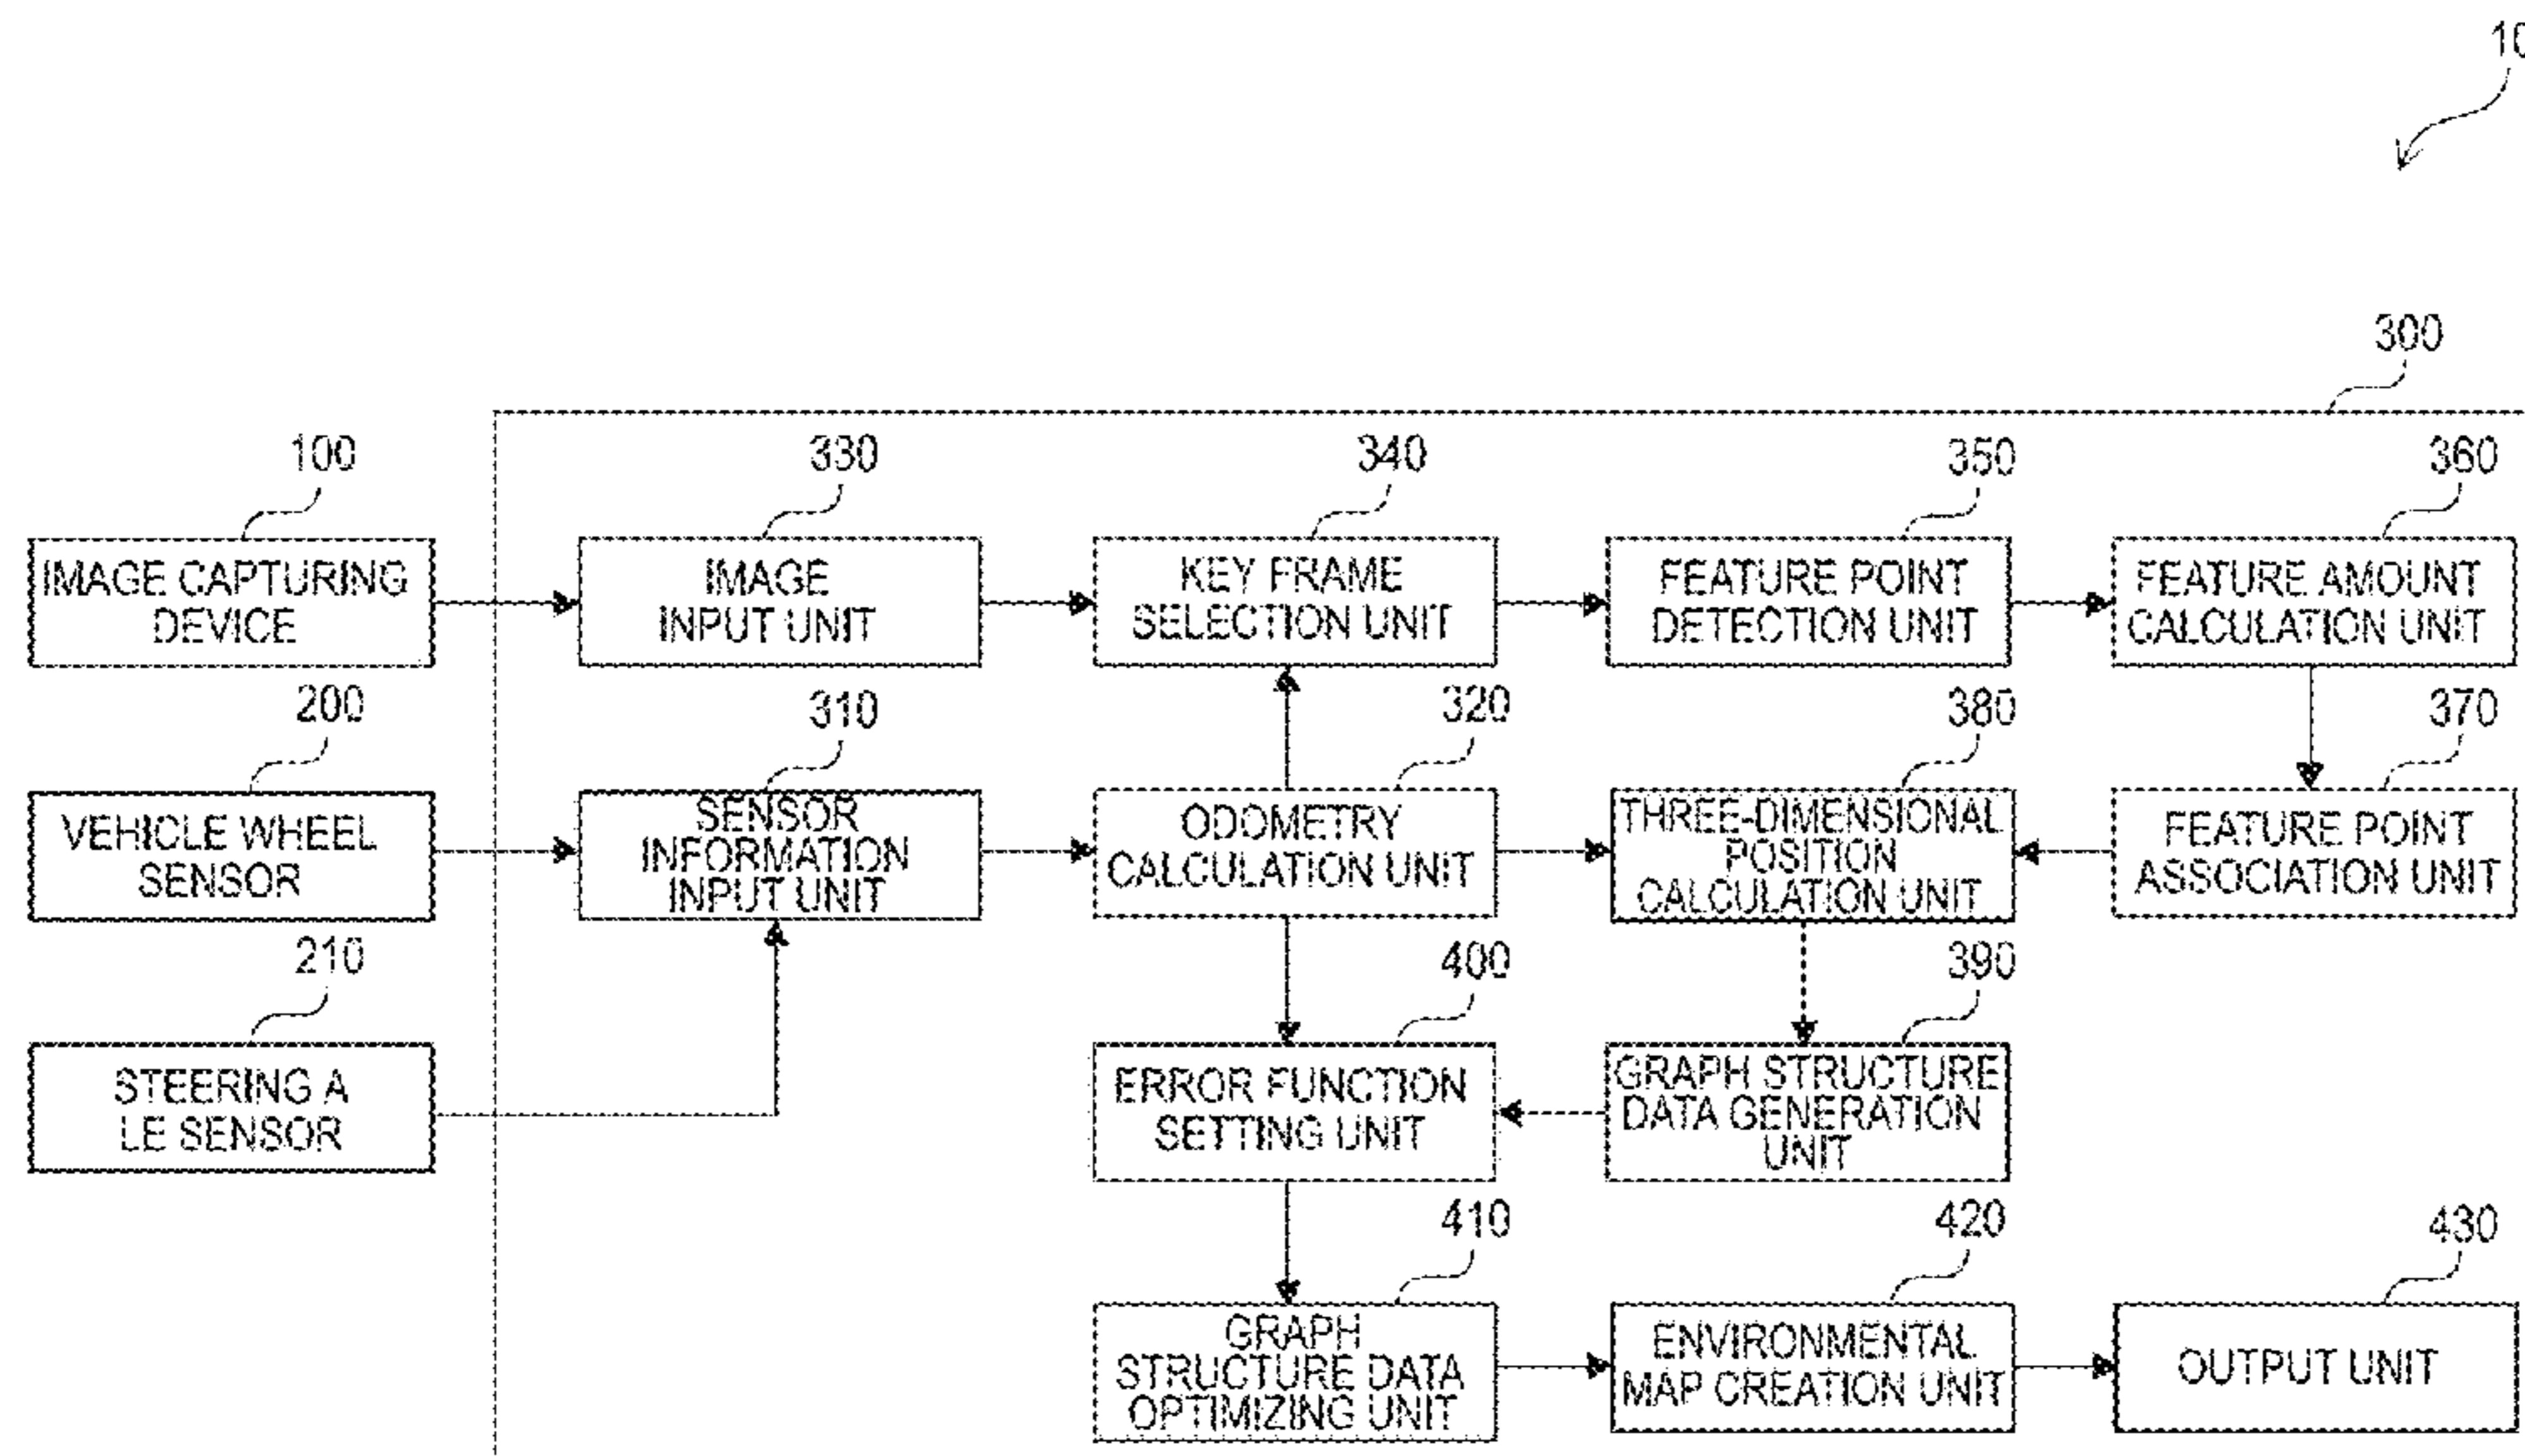 10
300
100
330
340
350
360
IMAGE CAPTURING
DEVICE
IMAGE
INPUT UNIT
KEY FRAME
SELECTION UNIT
FEATURE POINT
DETECTION UNIT
FEATURE AMOUNT
CALCULATION UNIT
200
310
320
380
370
VEHICLE WHEEL
SENSOR
SENSOR
INFORMATION
INPUT UNIT
ODOMETRY
CALCULATION UNIT
THREE-DIMENSIONAL
POSITION
CALCULATION UNIT
FEATURE POINT
ASSOCIATION UNIT
210
400
390
STEERING A
LE SENSOR
ERROR FUNCTION
SETTING UNIT
GRAPH STRUCTURE
DATA GENERATION
UNIT
410
420
430
GRAPH
STRUCTURE DATA
OPTIMIZING UNIT
ENVIRONMENTAL
MAP CREATION UNIT
OUTPUT UNIT